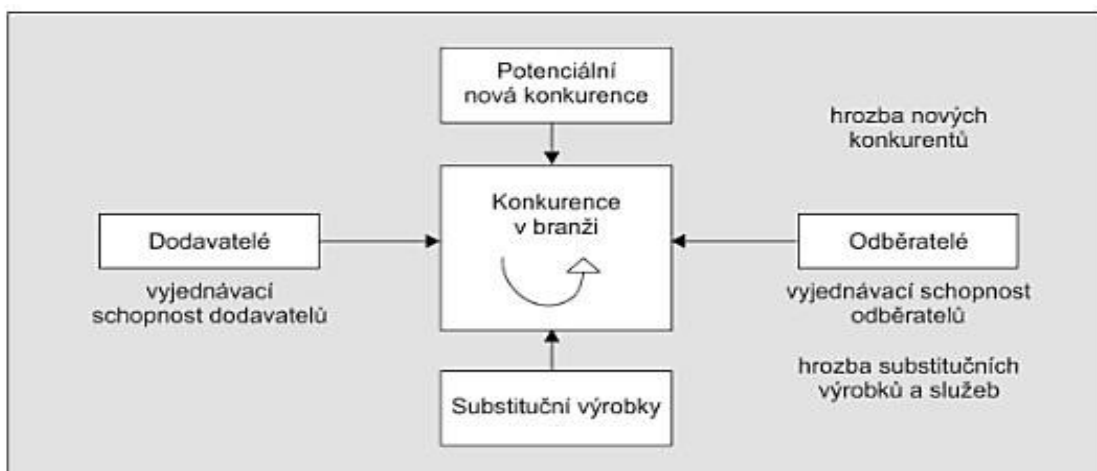 Potenciální
nová konkurence
hrozba nových
konkurentů
Konkurence
v branži
Dodavatelé
vyjednávací
schopnost dodavatelů
Odběratelé
vyjednávací schopnost
odběratelů
hrozba substitučních
výrobků a služeb
Substituční výrobky